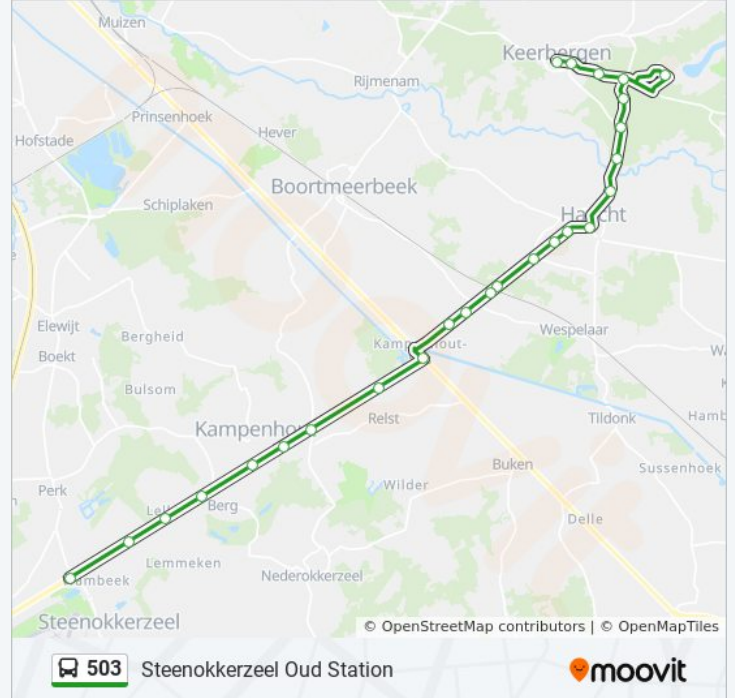 Muizen
Keerbergen
Rijmenam
Prinsenhoek
Hever
Hofstade
Boortmeerbeek
Schiplaken
Elewijt
Bergheid
Wespelaar
Boekt
Bulsom
Relst
Tildonk
Buken
Sussenhoek
Perk
Wilder
Berg
Delle
Lemmeken
Nederokkerzeel
Steenokkerzeel
© OpenStreetMap contributors | © OpenMapTiles
503 Steenokkerzeel Oud Station
moovit